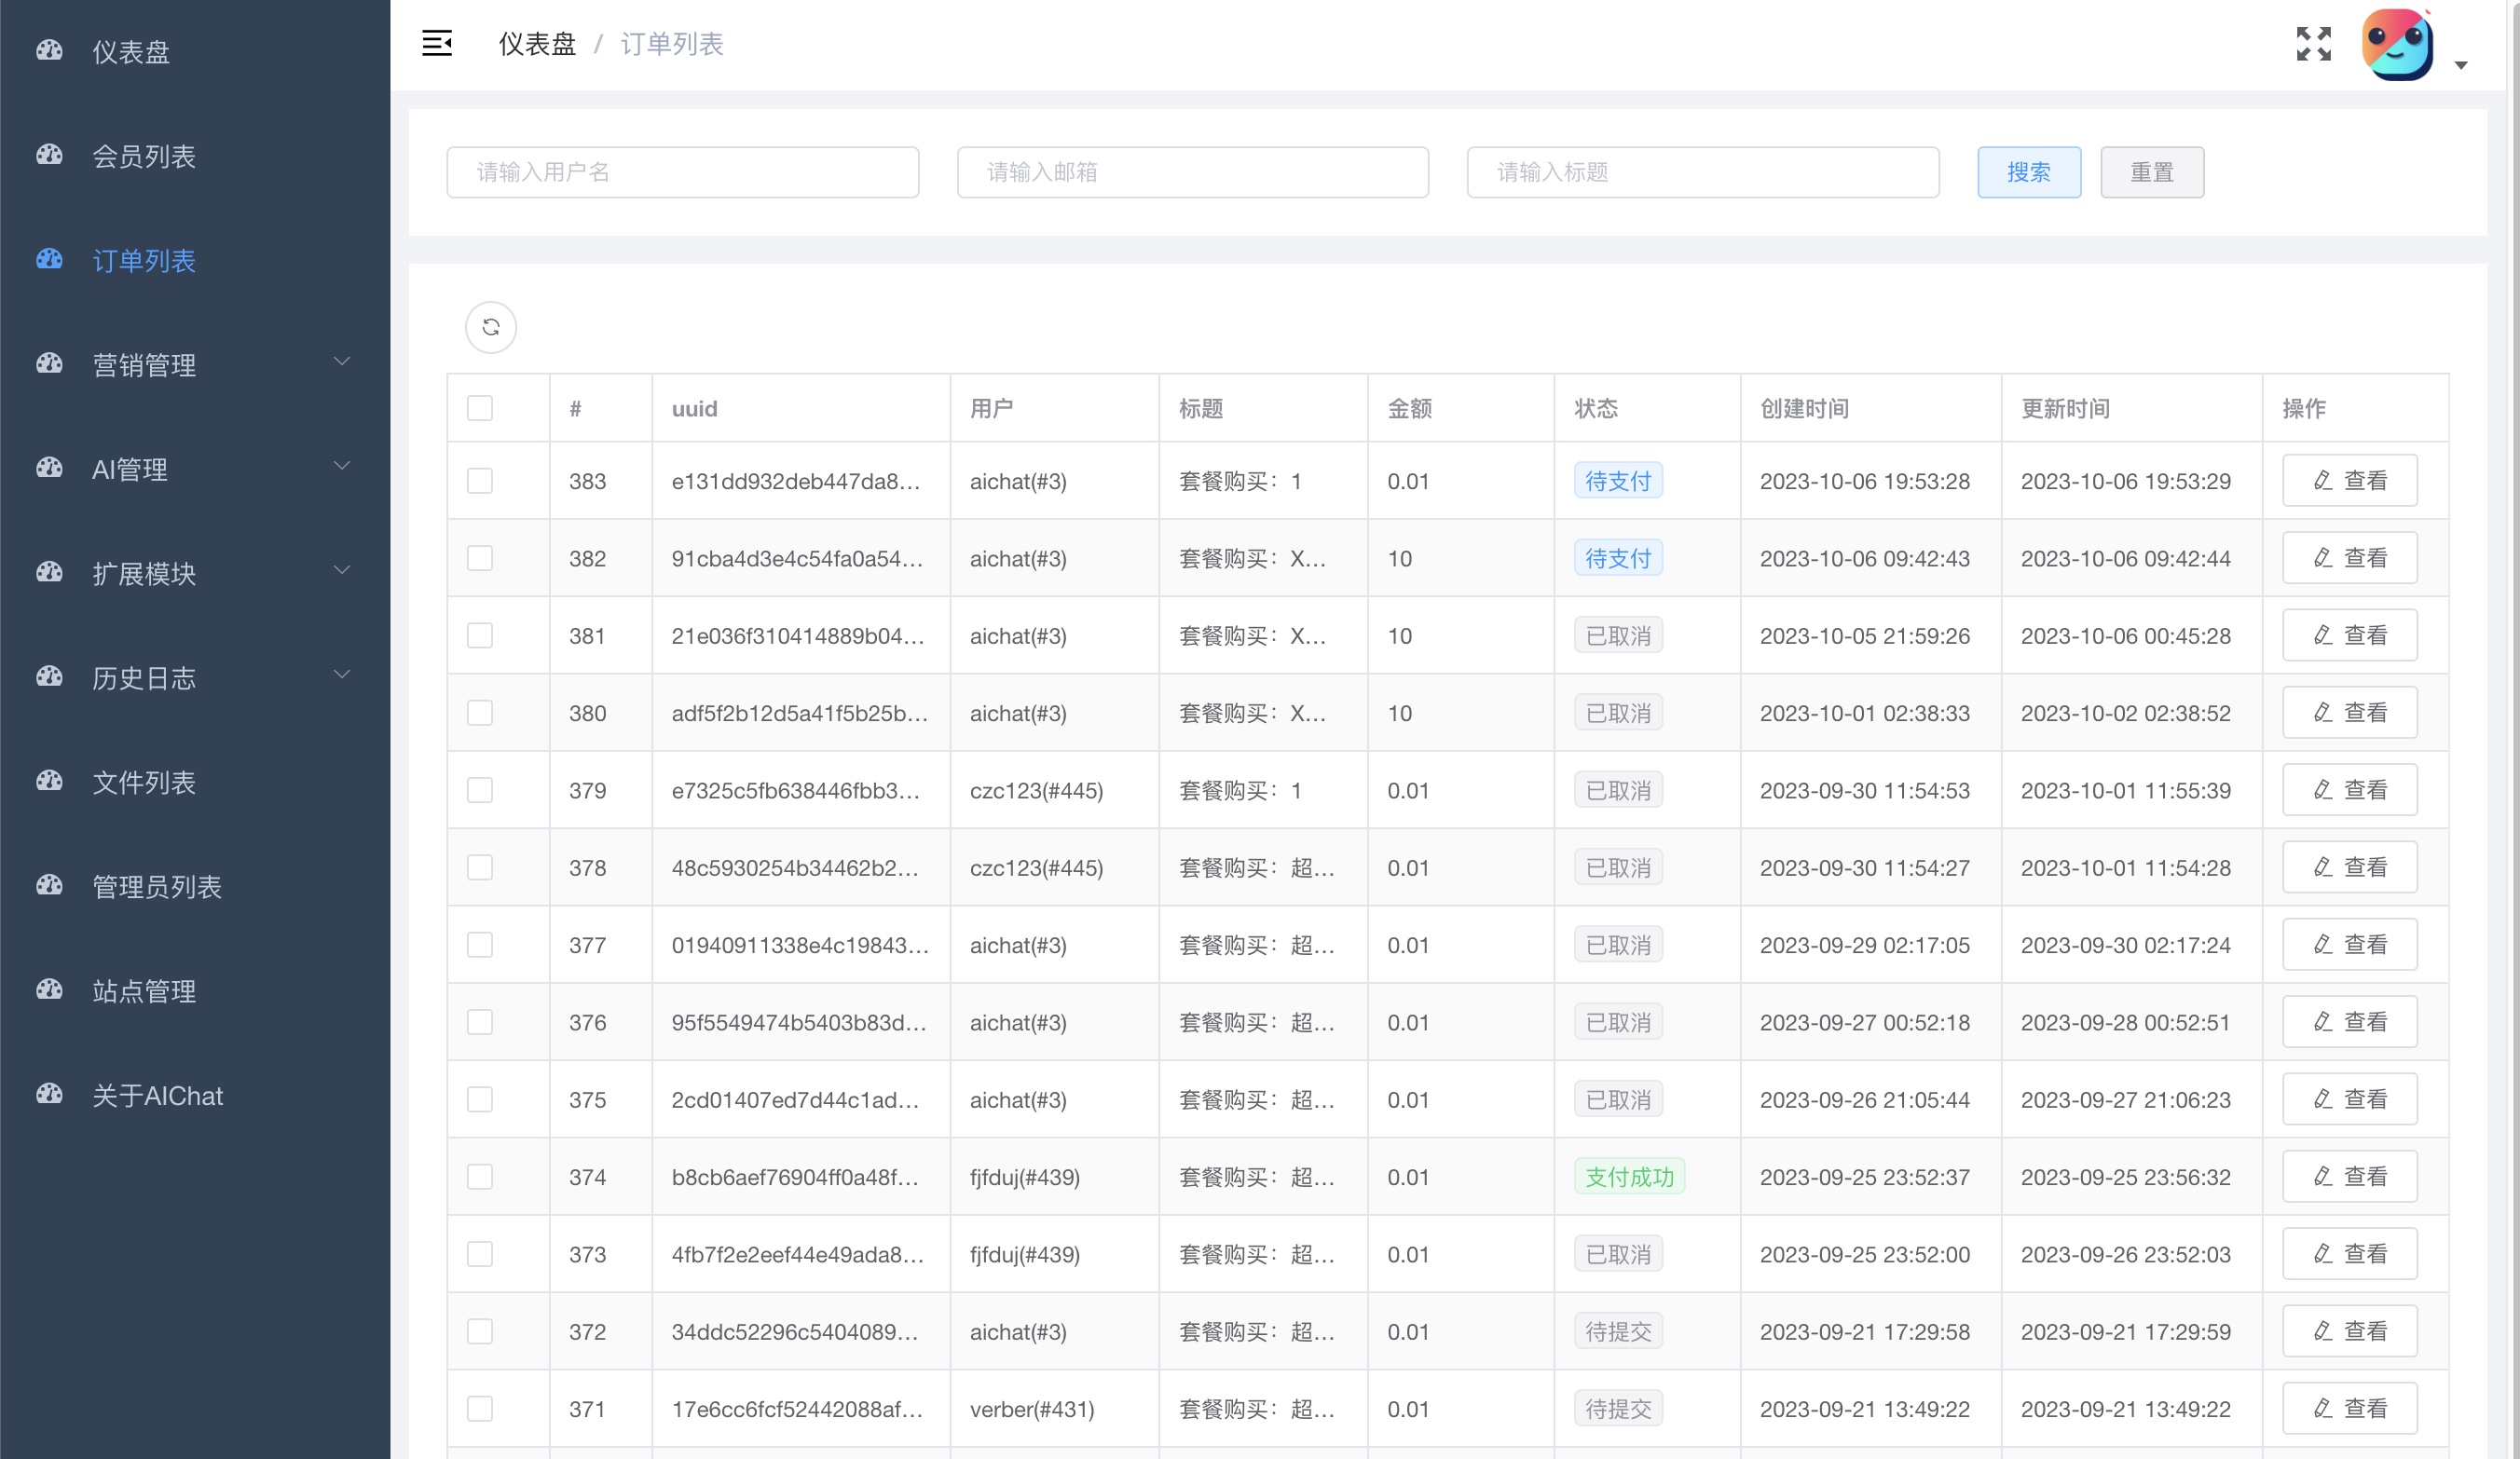 仪表盘
会员列表
订单列表
营销管理
AI管理
扩展模块
历史日志
文件列表
管理员列表
站点管理
关于AIChat
仪表盘 / 订单列表
请输入用户名 请输入邮箱 请输入标题 搜索 重置
# uuid 用户 标题 金额 状态 创建时间 更新时间 操作
383 e131dd932deb447da8... aichat(#3) 套餐购买：1 0.01 待支付 2023-10-06 19:53:28 2023-10-06 19:53:29 查看
382 91cba4d3e4c54fa0a54... aichat(#3) 套餐购买：X... 10 待支付 2023-10-06 09:42:43 2023-10-06 09:42:44 查看
381 21e036f310414889b04... aichat(#3) 套餐购买：X... 10 已取消 2023-10-05 21:59:26 2023-10-06 00:45:28 查看
380 adf5f2b12d5a41f5b25b... aichat(#3) 套餐购买：X... 10 已取消 2023-10-01 02:38:33 2023-10-02 02:38:52 查看
379 e7325c5fb638446fbb3... czc123(#445) 套餐购买：1 0.01 已取消 2023-09-30 11:54:53 2023-10-01 11:55:39 查看
378 48c5930254b34462b2... czc123(#445) 套餐购买：超... 0.01 已取消 2023-09-30 11:54:27 2023-10-01 11:54:28 查看
377 01940911338e4c19843... aichat(#3) 套餐购买：超... 0.01 已取消 2023-09-29 02:17:05 2023-09-30 02:17:24 查看
376 95f5549474b5403b83d... aichat(#3) 套餐购买：超... 0.01 已取消 2023-09-27 00:52:18 2023-09-28 00:52:51 查看
375 2cd01407ed7d44c1ad... aichat(#3) 套餐购买：超... 0.01 已取消 2023-09-26 21:05:44 2023-09-27 21:06:23 查看
374 b8cb6aef76904ff0a48f... fjfduj(#439) 套餐购买：超... 0.01 支付成功 2023-09-25 23:52:37 2023-09-25 23:56:32 查看
373 4fb7f2e2eef44e49ada8... fjfduj(#439) 套餐购买：超... 0.01 已取消 2023-09-25 23:52:00 2023-09-26 23:52:03 查看
372 34ddc52296c5404089... aichat(#3) 套餐购买：超... 0.01 待提交 2023-09-21 17:29:58 2023-09-21 17:29:59 查看
371 17e6cc6fcf52442088af... verber(#431) 套餐购买：超... 0.01 待提交 2023-09-21 13:49:22 2023-09-21 13:49:22 查看